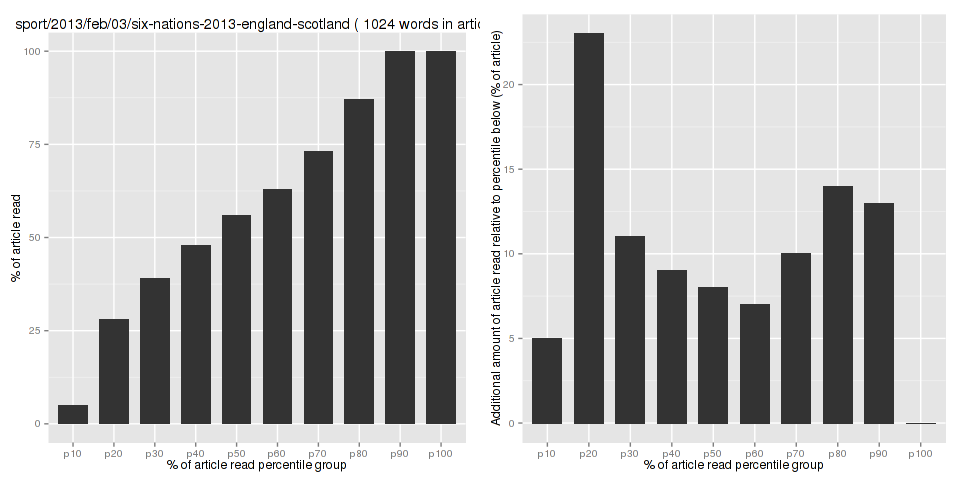 sport/2013/feb/03/six-nations-2013-england-scotland ( 1024 words in artic
% of article read
100
75
50
25
0
p10 p20 p30 p40 p50 p60 p70 p80 p90 p100
% of article read percentile group
Additional amount of article read relative to percentile below (% of article)
20
15
10
5
0
p10 p20 p30 p40 p50 p60 p70 p80 p90 p100
% of article read percentile group